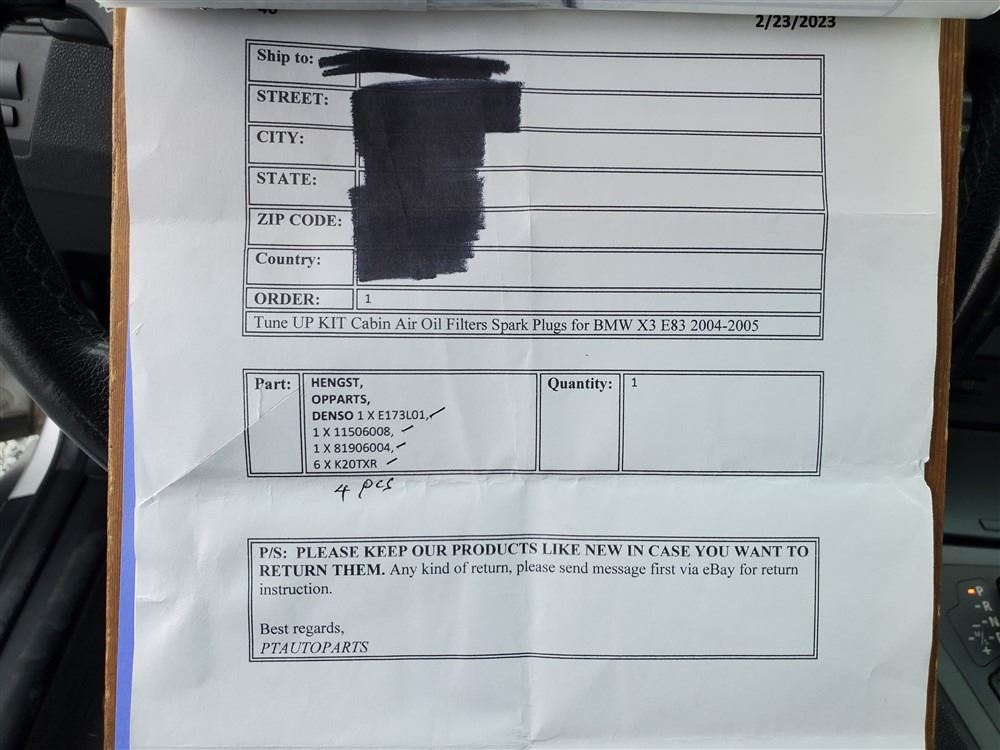 2/23/2023
Ship to:
STREET:
CITY:
STATE:
ZIP CODE:
Country:
ORDER: 1
Tune UP KIT Cabin Air Oil Filters Spark Plugs for BMW X3 E83 2004-2005
Part: HENGST, Quantity: 1
OPPARTS,
DENSO 1 X E173L01,
1 X 11506008,
1 X 81906004,
6 X K20TXR
4 pcs
P/S: PLEASE KEEP OUR PRODUCTS LIKE NEW IN CASE YOU WANT TO
RETURN THEM. Any kind of return, please send message first via eBay for return
instruction.
Best regards,
PTAUTOPARTS
P
R
N